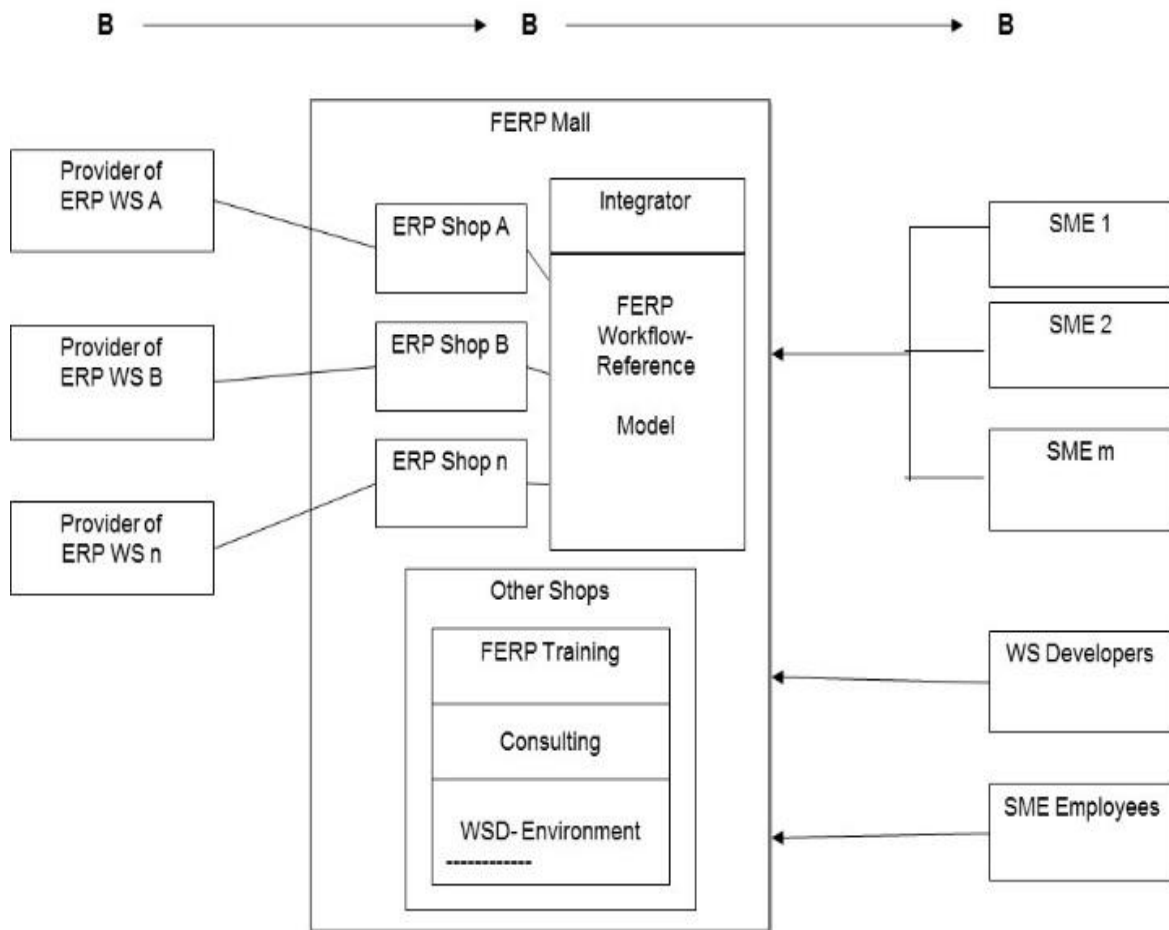 B B B
FERP Mall
Provider of
ERP WS A
Provider of
ERP WS B
Provider of
ERP WS n
ERP Shop A
ERP Shop B
ERP Shop n
Integrator
FERP
Workflow-
Reference
Model
Other Shops
FERP Training
Consulting
WSD- Environment
------------
SME 1
SME 2
SME m
WS Developers
SME Employees